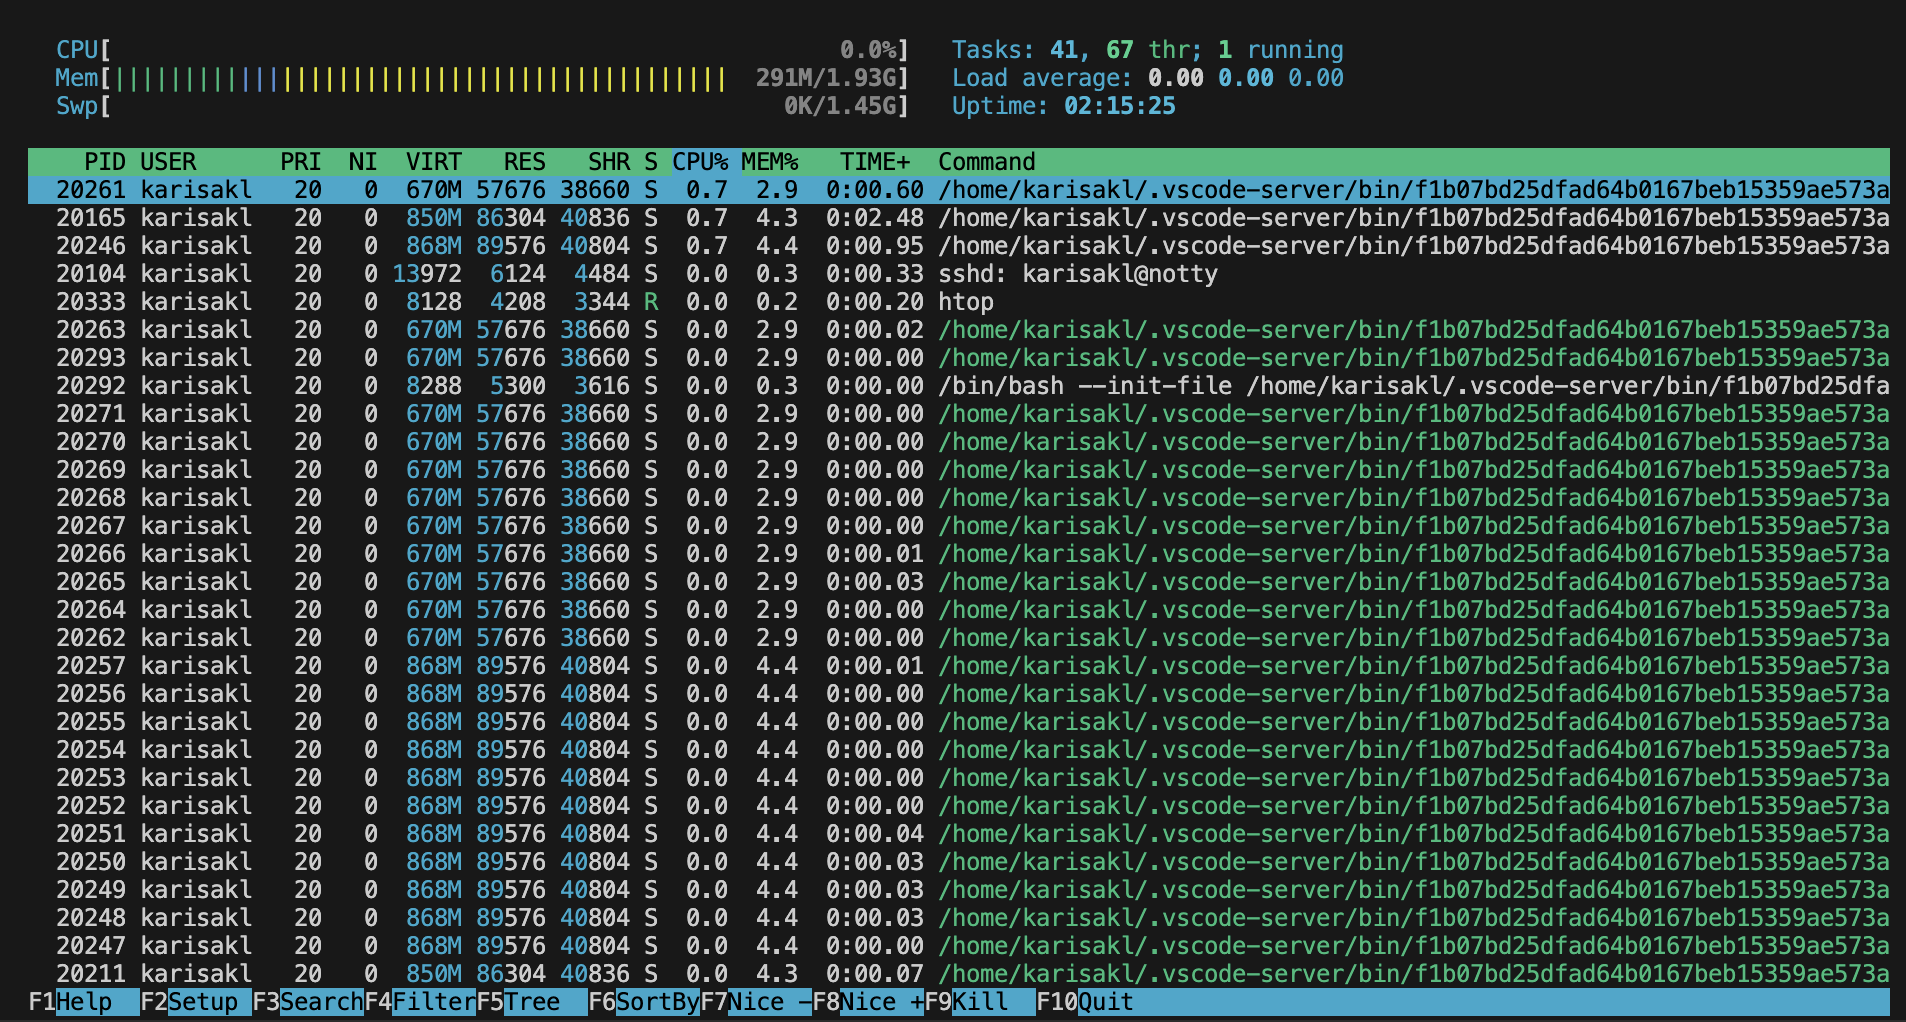 CPU[ 0.0%] Tasks: 41, 67 thr; 1 running
Mem[|||||||||||||||||||||||||||||||||||||||||||| 291M/1.93G] Load average: 0.00 0.00 0.00
Swp[ 0K/1.45G] Uptime: 02:15:25
PID USER PRI NI VIRT RES SHR S CPU% MEM% TIME+ Command
20261 karisakl 20 0 670M 57676 38660 S 0.7 2.9 0:00.60 /home/karisakl/.vscode-server/bin/f1b07bd25dfad64b0167beb15359ae573a
20165 karisakl 20 0 850M 86304 40836 S 0.7 4.3 0:02.48 /home/karisakl/.vscode-server/bin/f1b07bd25dfad64b0167beb15359ae573a
20246 karisakl 20 0 868M 89576 40804 S 0.7 4.4 0:00.95 /home/karisakl/.vscode-server/bin/f1b07bd25dfad64b0167beb15359ae573a
20104 karisakl 20 0 13972 6124 4484 S 0.0 0.3 0:00.33 sshd: karisakl@notty
20333 karisakl 20 0 8128 4208 3344 R 0.0 0.2 0:00.20 htop
20263 karisakl 20 0 670M 57676 38660 S 0.0 2.9 0:00.02 /home/karisakl/.vscode-server/bin/f1b07bd25dfad64b0167beb15359ae573a
20293 karisakl 20 0 670M 57676 38660 S 0.0 2.9 0:00.00 /home/karisakl/.vscode-server/bin/f1b07bd25dfad64b0167beb15359ae573a
20292 karisakl 20 0 8288 5300 3616 S 0.0 0.3 0:00.00 /bin/bash --init-file /home/karisakl/.vscode-server/bin/f1b07bd25dfa
20271 karisakl 20 0 670M 57676 38660 S 0.0 2.9 0:00.00 /home/karisakl/.vscode-server/bin/f1b07bd25dfad64b0167beb15359ae573a
20270 karisakl 20 0 670M 57676 38660 S 0.0 2.9 0:00.00 /home/karisakl/.vscode-server/bin/f1b07bd25dfad64b0167beb15359ae573a
20269 karisakl 20 0 670M 57676 38660 S 0.0 2.9 0:00.00 /home/karisakl/.vscode-server/bin/f1b07bd25dfad64b0167beb15359ae573a
20268 karisakl 20 0 670M 57676 38660 S 0.0 2.9 0:00.00 /home/karisakl/.vscode-server/bin/f1b07bd25dfad64b0167beb15359ae573a
20267 karisakl 20 0 670M 57676 38660 S 0.0 2.9 0:00.00 /home/karisakl/.vscode-server/bin/f1b07bd25dfad64b0167beb15359ae573a
20266 karisakl 20 0 670M 57676 38660 S 0.0 2.9 0:00.01 /home/karisakl/.vscode-server/bin/f1b07bd25dfad64b0167beb15359ae573a
20265 karisakl 20 0 670M 57676 38660 S 0.0 2.9 0:00.03 /home/karisakl/.vscode-server/bin/f1b07bd25dfad64b0167beb15359ae573a
20264 karisakl 20 0 670M 57676 38660 S 0.0 2.9 0:00.00 /home/karisakl/.vscode-server/bin/f1b07bd25dfad64b0167beb15359ae573a
20262 karisakl 20 0 670M 57676 38660 S 0.0 2.9 0:00.00 /home/karisakl/.vscode-server/bin/f1b07bd25dfad64b0167beb15359ae573a
20257 karisakl 20 0 868M 89576 40804 S 0.0 4.4 0:00.01 /home/karisakl/.vscode-server/bin/f1b07bd25dfad64b0167beb15359ae573a
20256 karisakl 20 0 868M 89576 40804 S 0.0 4.4 0:00.00 /home/karisakl/.vscode-server/bin/f1b07bd25dfad64b0167beb15359ae573a
20255 karisakl 20 0 868M 89576 40804 S 0.0 4.4 0:00.00 /home/karisakl/.vscode-server/bin/f1b07bd25dfad64b0167beb15359ae573a
20254 karisakl 20 0 868M 89576 40804 S 0.0 4.4 0:00.00 /home/karisakl/.vscode-server/bin/f1b07bd25dfad64b0167beb15359ae573a
20253 karisakl 20 0 868M 89576 40804 S 0.0 4.4 0:00.00 /home/karisakl/.vscode-server/bin/f1b07bd25dfad64b0167beb15359ae573a
20252 karisakl 20 0 868M 89576 40804 S 0.0 4.4 0:00.00 /home/karisakl/.vscode-server/bin/f1b07bd25dfad64b0167beb15359ae573a
20251 karisakl 20 0 868M 89576 40804 S 0.0 4.4 0:00.04 /home/karisakl/.vscode-server/bin/f1b07bd25dfad64b0167beb15359ae573a
20250 karisakl 20 0 868M 89576 40804 S 0.0 4.4 0:00.03 /home/karisakl/.vscode-server/bin/f1b07bd25dfad64b0167beb15359ae573a
20249 karisakl 20 0 868M 89576 40804 S 0.0 4.4 0:00.03 /home/karisakl/.vscode-server/bin/f1b07bd25dfad64b0167beb15359ae573a
20248 karisakl 20 0 868M 89576 40804 S 0.0 4.4 0:00.03 /home/karisakl/.vscode-server/bin/f1b07bd25dfad64b0167beb15359ae573a
20247 karisakl 20 0 868M 89576 40804 S 0.0 4.4 0:00.00 /home/karisakl/.vscode-server/bin/f1b07bd25dfad64b0167beb15359ae573a
20211 karisakl 20 0 850M 86304 40836 S 0.0 4.3 0:00.07 /home/karisakl/.vscode-server/bin/f1b07bd25dfad64b0167beb15359ae573a
F1Help F2Setup F3SearchF4FilterF5Tree F6SortByF7Nice -F8Nice +F9Kill F10Quit